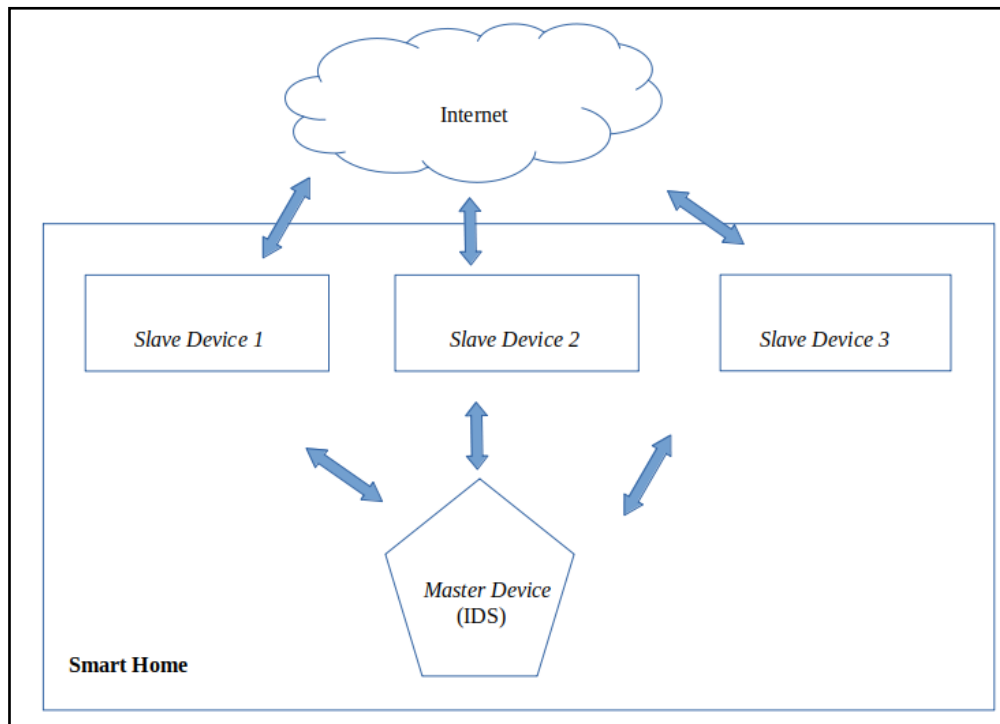 Internet
Slave Device 1
Slave Device 2
Slave Device 3
Master Device
(IDS)
Smart Home